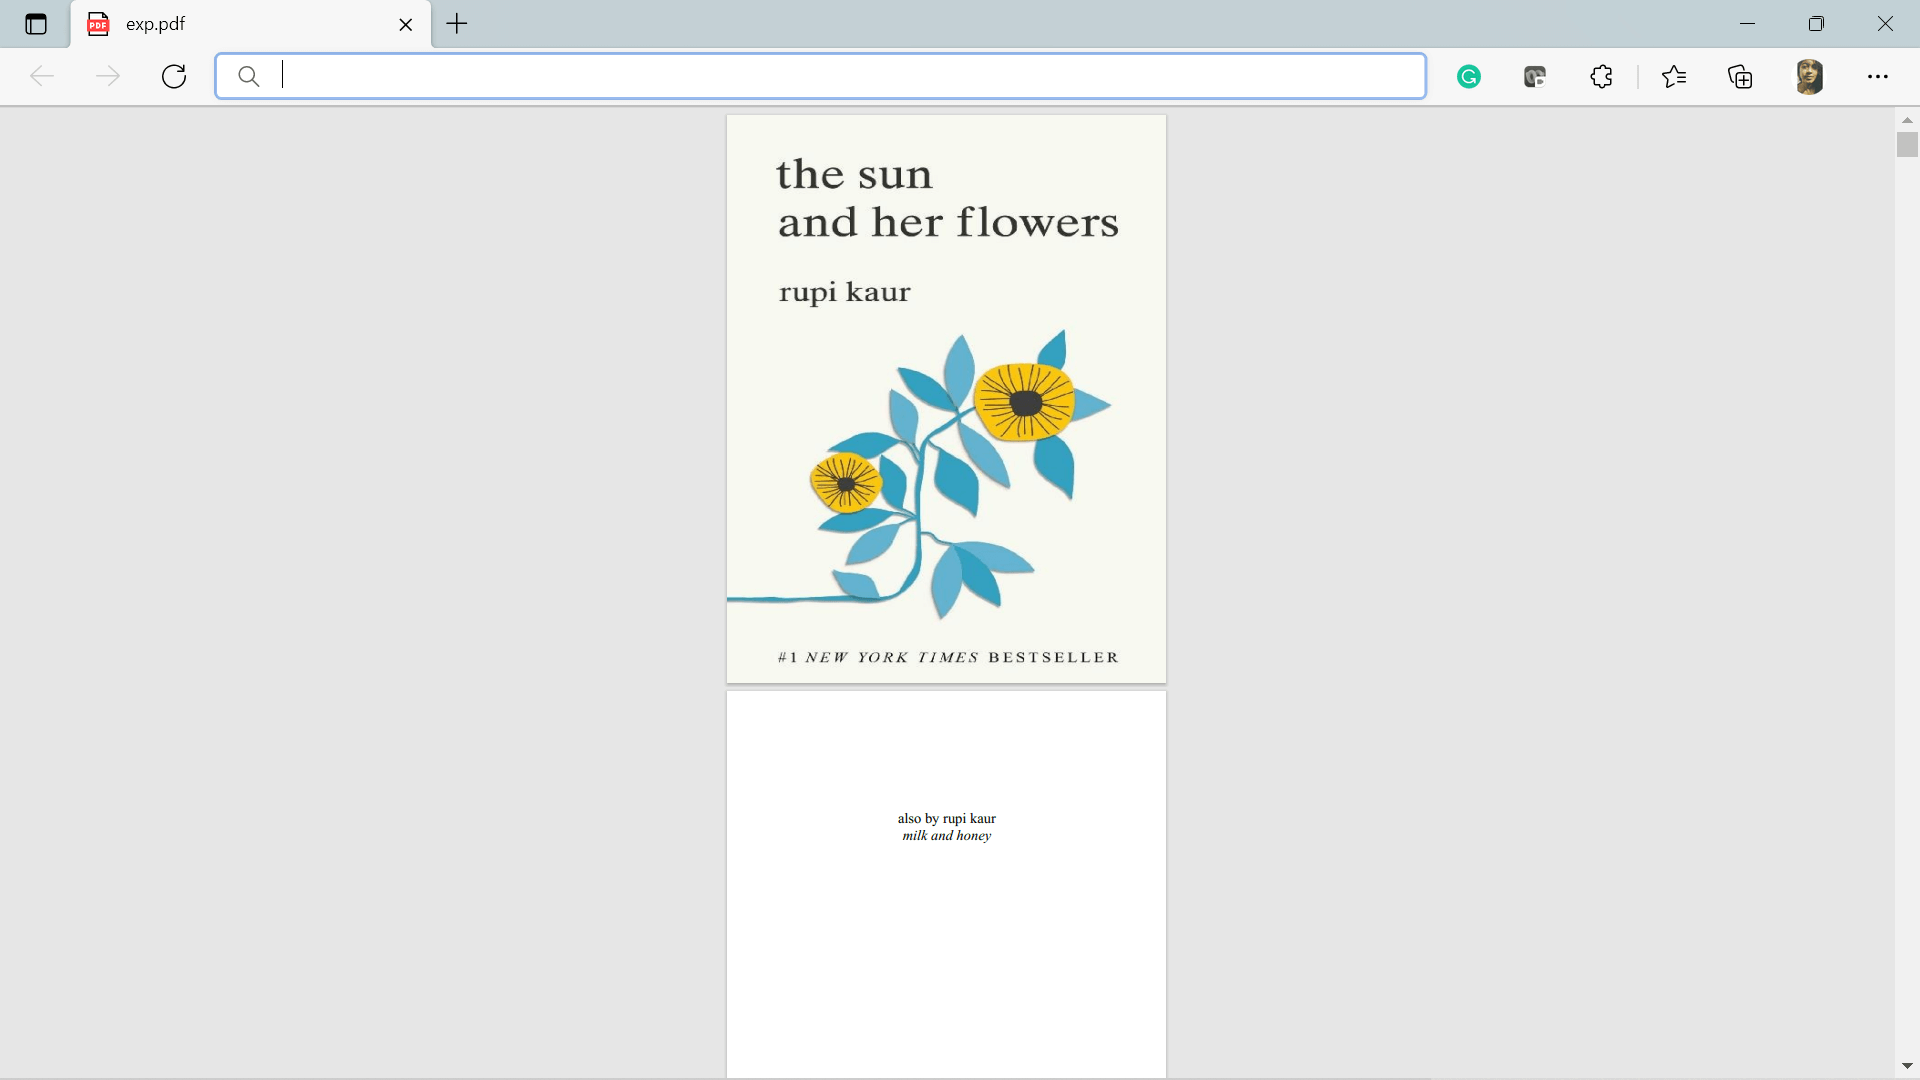 exp.pdf
the sun
and her flowers
rupi kaur
#1 NEW YORK TIMES BESTSELLER
also by rupi kaur
milk and honey